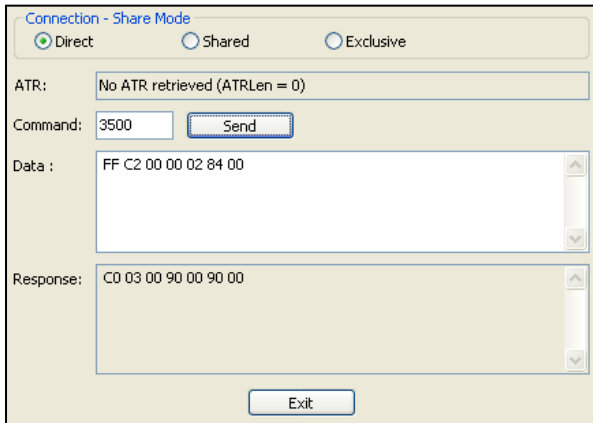 Connection - Share Mode
Direct Shared Exclusive
ATR: No ATR retrieved (ATRLen = 0)
Command: 3500 Send
Data : FF C2 00 00 02 84 00
Response: C0 03 00 90 00 90 00
Exit